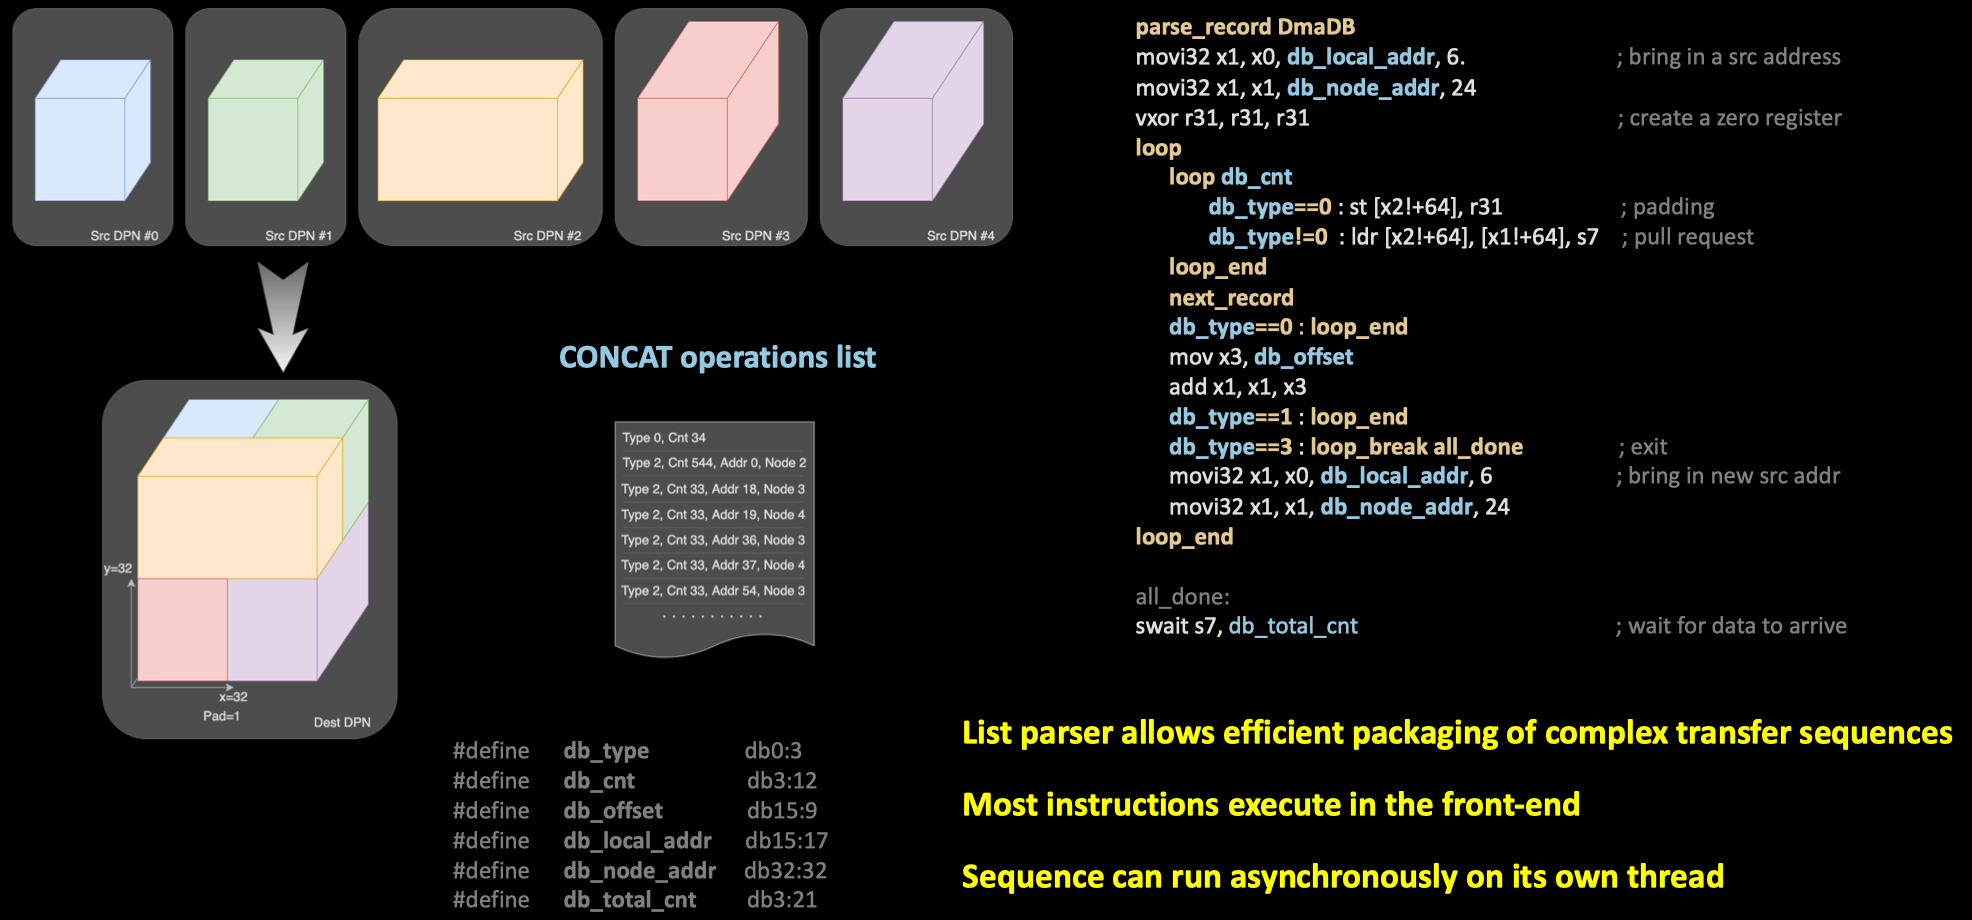 Src DPN #0
Src DPN #1
Src DPN #2
Src DPN #3
Src DPN #4
y=32
x=32
Pad=1
Dest DPN
CONCAT operations list
Type 0, Cnt 34
Type 2, Cnt 544, Addr 0, Node 2
Type 2, Cnt 33, Addr 18, Node 3
Type 2, Cnt 33, Addr 19, Node 4
Type 2, Cnt 33, Addr 36, Node 3
Type 2, Cnt 33, Addr 37, Node 4
Type 2, Cnt 33, Addr 54, Node 3
. . . . . . . . . . .
#define db_type db0:3
#define db_cnt db3:12
#define db_offset db15:9
#define db_local_addr db15:17
#define db_node_addr db32:32
#define db_total_cnt db3:21
parse_record DmaDB
movi32 x1, x0, db_local_addr, 6. ; bring in a src address
movi32 x1, x1, db_node_addr, 24
vxor r31, r31, r31 ; create a zero register
loop
loop db_cnt
db_type==0 : st [x2!+64], r31 ; padding
db_type!=0 : ldr [x2!+64], [x1!+64], s7 ; pull request
loop_end
next_record
db_type==0 : loop_end
mov x3, db_offset
add x1, x1, x3
db_type==1 : loop_end
db_type==3 : loop_break all_done ; exit
movi32 x1, x0, db_local_addr, 6 ; bring in new src addr
movi32 x1, x1, db_node_addr, 24
loop_end
all_done:
swait s7, db_total_cnt ; wait for data to arrive
List parser allows efficient packaging of complex transfer sequences
Most instructions execute in the front-end
Sequence can run asynchronously on its own thread